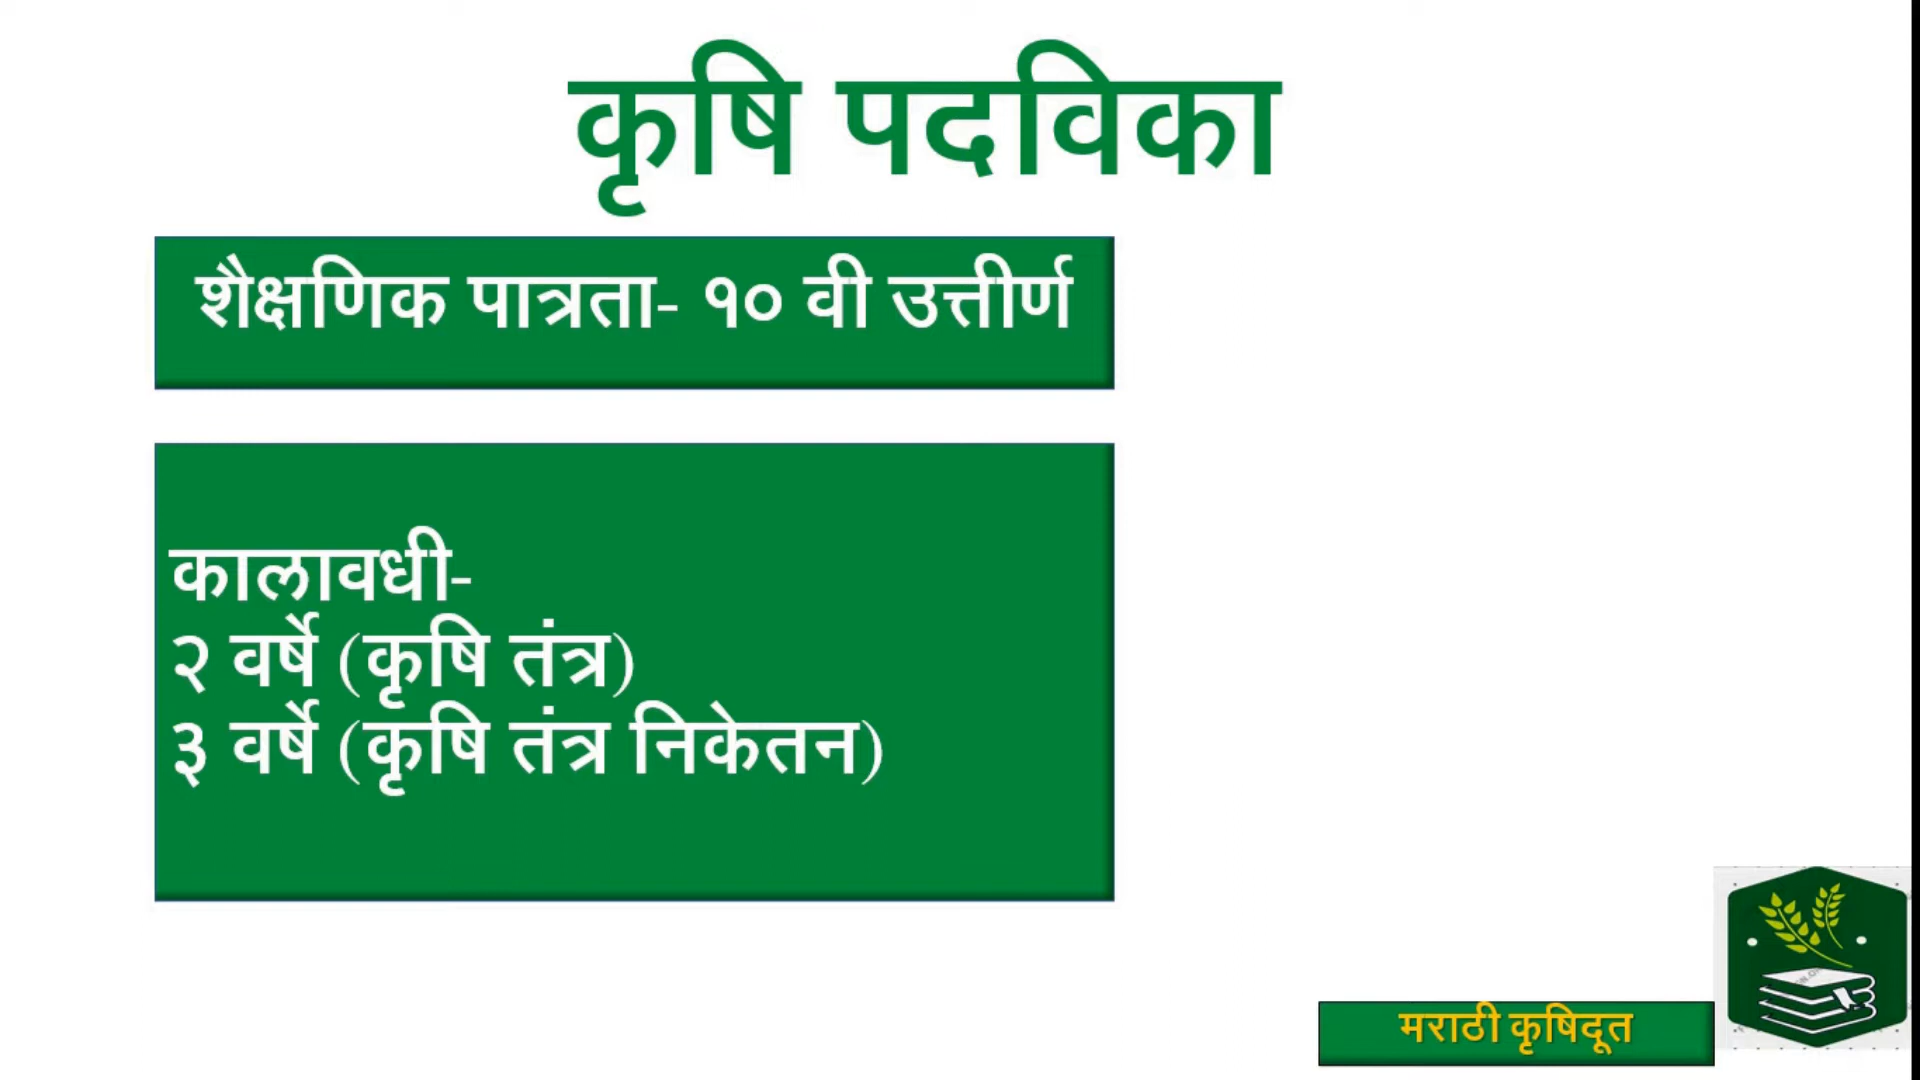 कृषि पदविका
शैक्षणिक पात्रता- १० वी उत्तीर्ण
कालावधी-
२ वर्षे (कृषि तंत्र)
३ वर्षे (कृषि तंत्र निकेतन)
मराठी कृषिदूत